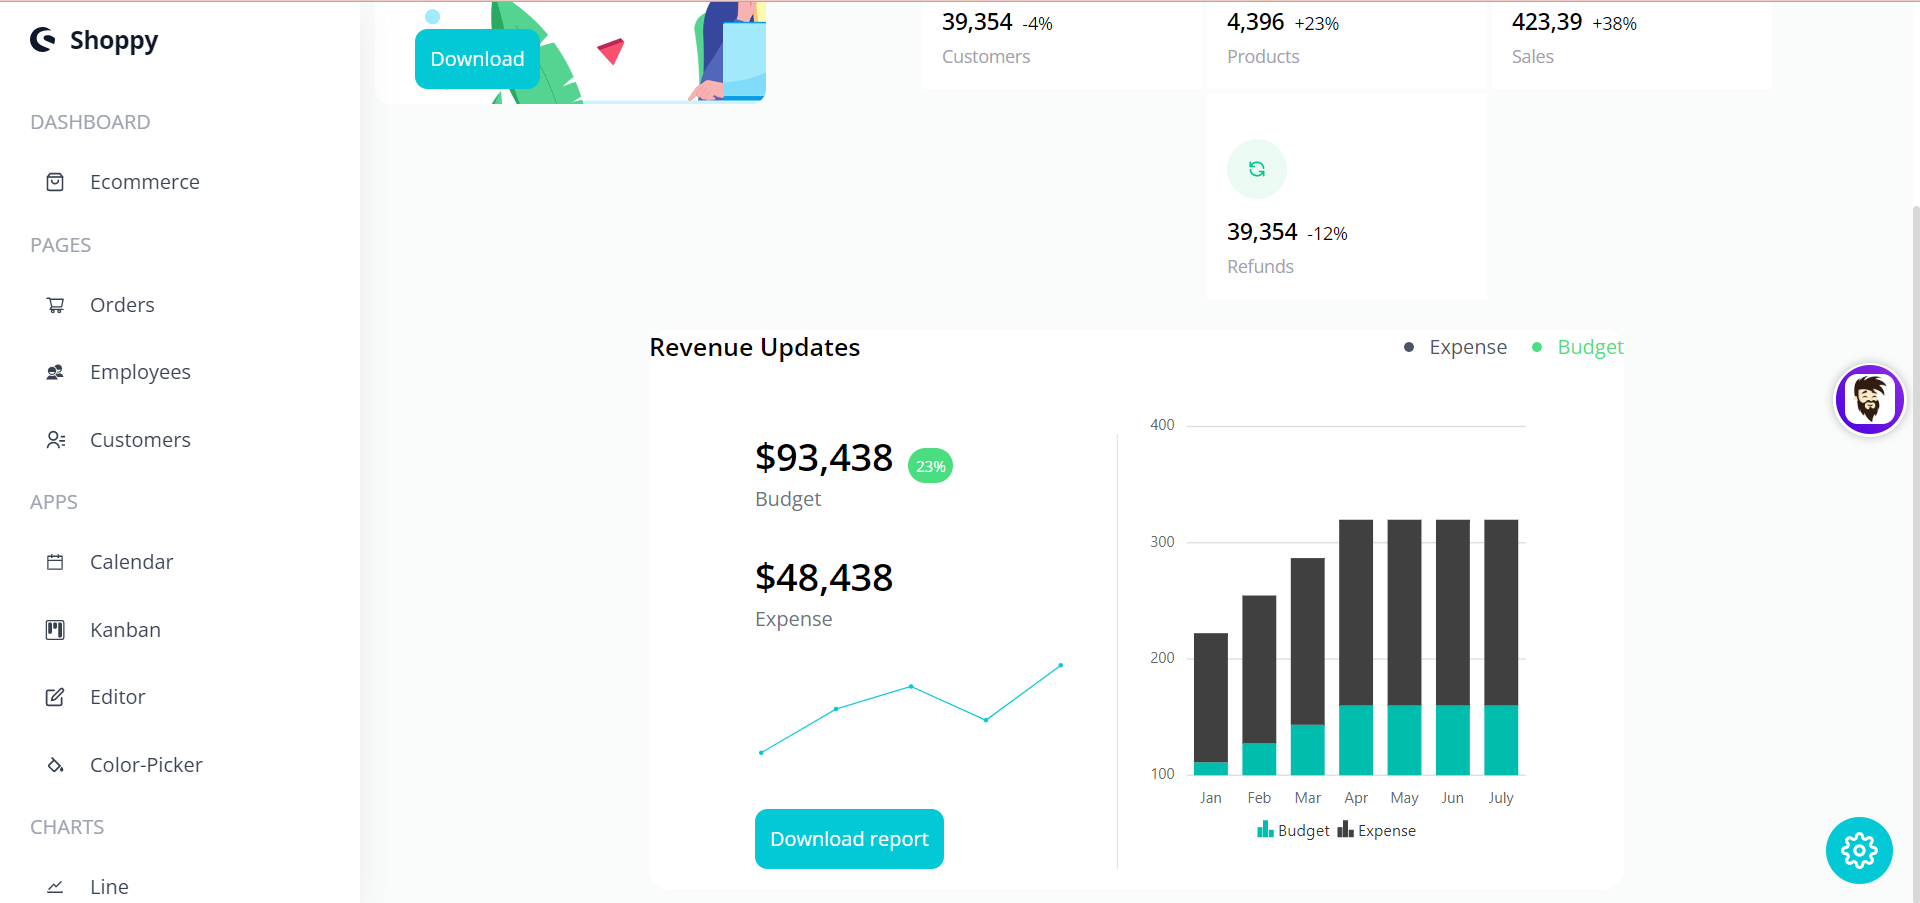 Shoppy
DASHBOARD
Ecommerce
PAGES
Orders
Employees
Customers
APPS
Calendar
Kanban
Editor
Color-Picker
CHARTS
Line
Download
39,354 -4%
Customers
4,396 +23%
Products
423,39 +38%
Sales
39,354 -12%
Refunds
Revenue Updates
Expense Budget
$93,438 23%
Budget
$48,438
Expense
Download report
400
300
200
100
Jan Feb Mar Apr May Jun July
Budget Expense